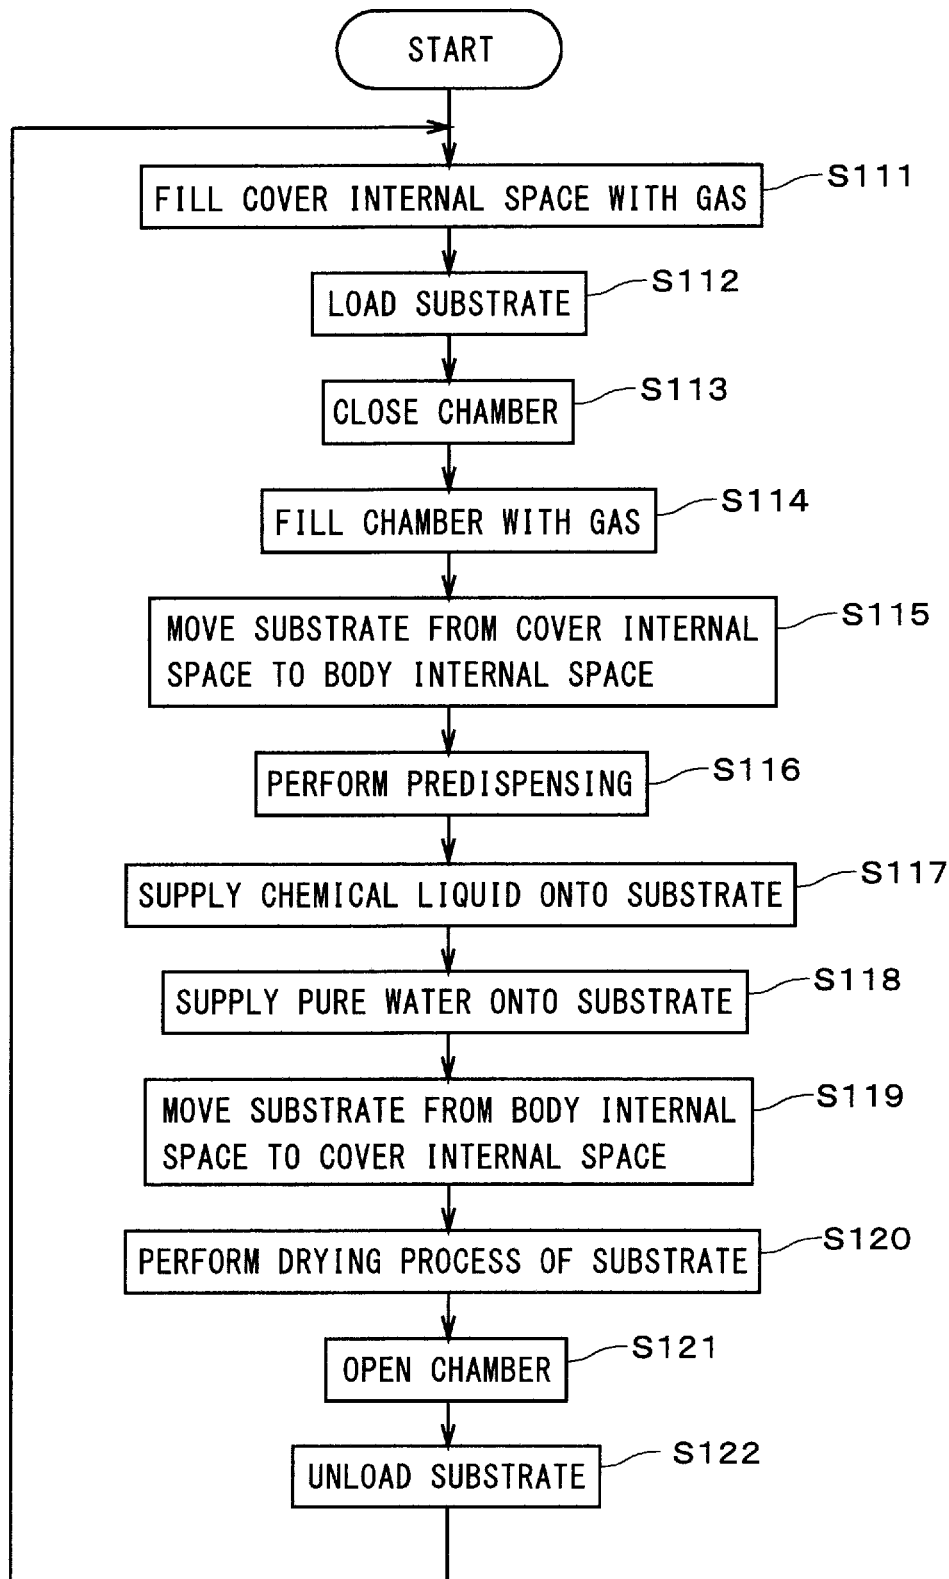 START
FILL COVER INTERNAL SPACE WITH GAS
S111
LOAD SUBSTRATE
S112
CLOSE CHAMBER
S113
FILL CHAMBER WITH GAS
S114
MOVE SUBSTRATE FROM COVER INTERNAL
SPACE TO BODY INTERNAL SPACE
S115
PERFORM PREDISPENSING
S116
SUPPLY CHEMICAL LIQUID ONTO SUBSTRATE
S117
SUPPLY PURE WATER ONTO SUBSTRATE
S118
MOVE SUBSTRATE FROM BODY INTERNAL
SPACE TO COVER INTERNAL SPACE
S119
PERFORM DRYING PROCESS OF SUBSTRATE
S120
OPEN CHAMBER
S121
UNLOAD SUBSTRATE
S122